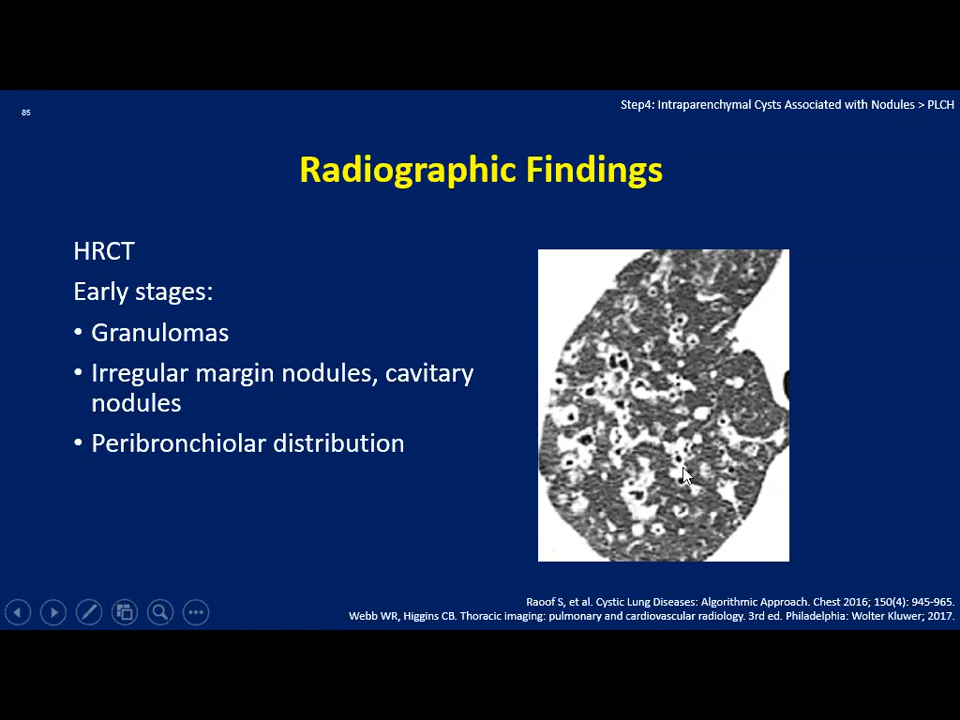 Step4: Intraparenchymal Cysts Associated with Nodules > PLCH
85
Radiographic Findings
HRCT
Early stages:
• Granulomas
• Irregular margin nodules, cavitary
nodules
• Peribronchiolar distribution
Raoof S, et al. Cystic Lung Diseases: Algorithmic Approach. Chest 2016; 150(4): 945-965.
Webb WR, Higgins CB. Thoracic imaging: pulmonary and cardiovascular radiology. 3rd ed. Philadelphia: Wolter Kluwer; 2017.